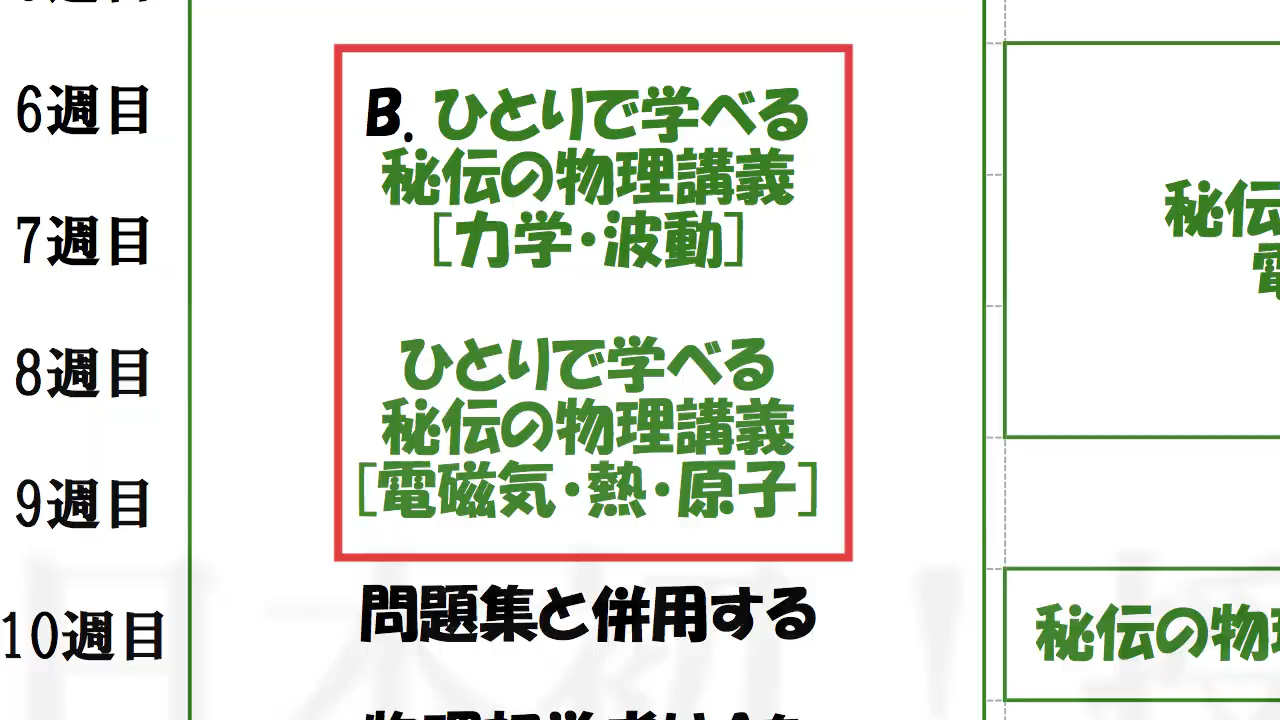 6週目
7週目
8週目
9週目
10週目
B. ひとりで学べる
秘伝の物理講義
[力学・波動]
ひとりで学べる
秘伝の物理講義
[電磁気・熱・原子]
問題集と併用する
秘伝
電
秘伝の物